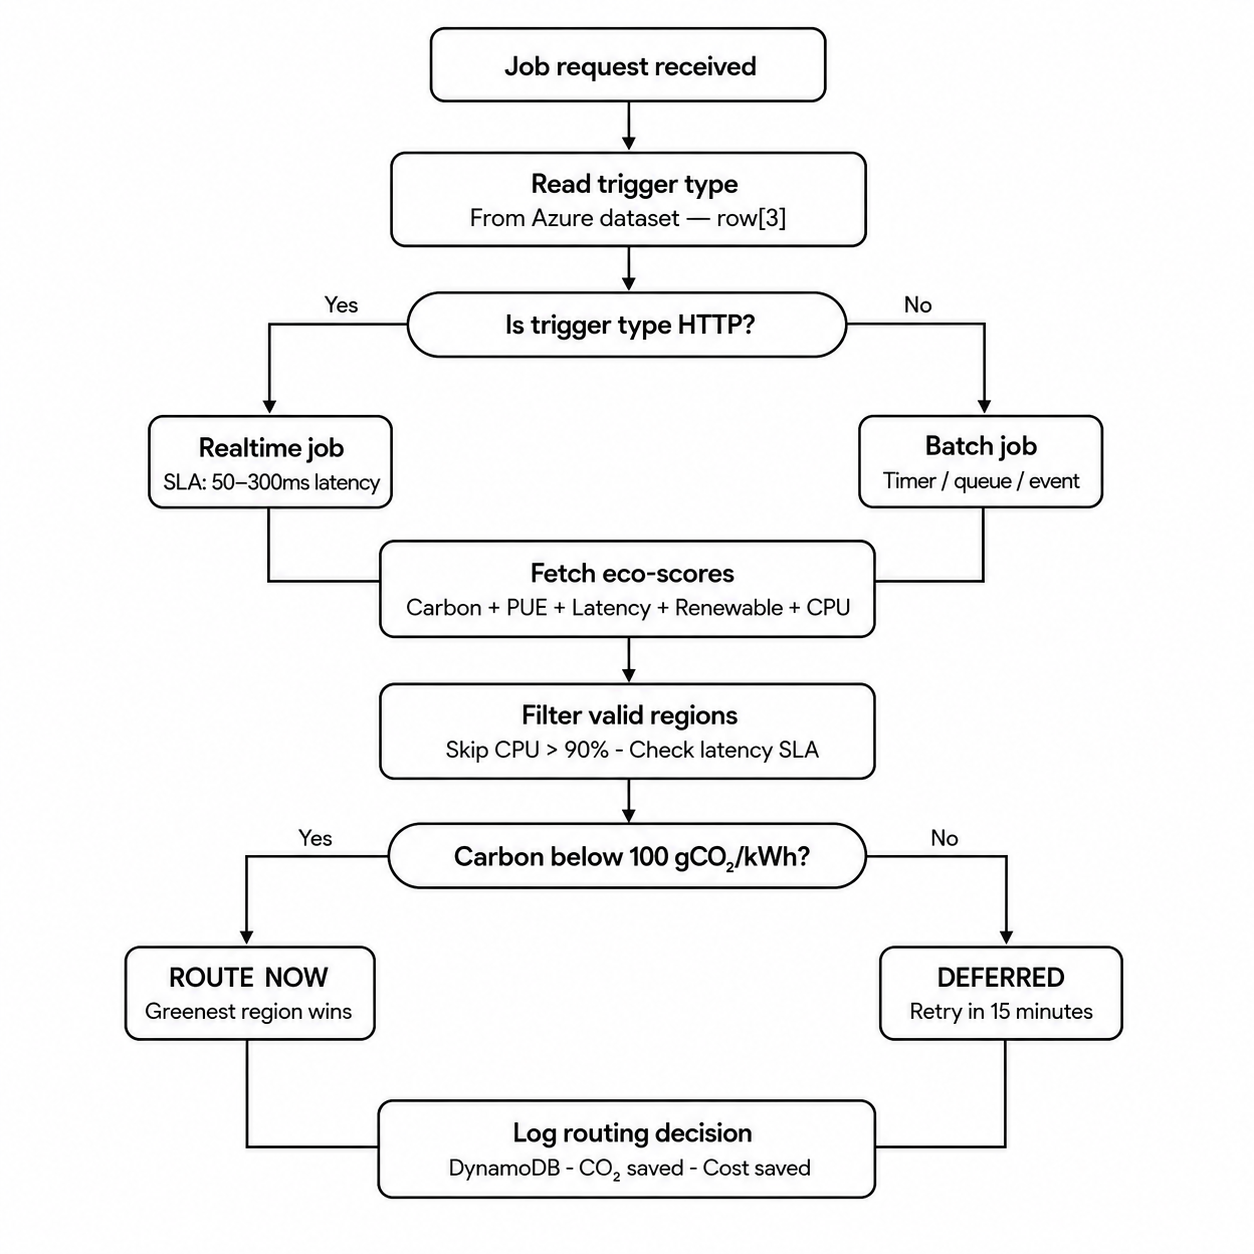 Job request received
Read trigger type
From Azure dataset — row[3]
Yes
No
Is trigger type HTTP?
Realtime job
SLA: 50–300ms latency
Batch job
Timer / queue / event
Fetch eco-scores
Carbon + PUE + Latency + Renewable + CPU
Filter valid regions
Skip CPU > 90% - Check latency SLA
Yes
No
Carbon below 100 gCO₂/kWh?
ROUTE NOW
Greenest region wins
DEFERRED
Retry in 15 minutes
Log routing decision
DynamoDB - CO₂ saved - Cost saved